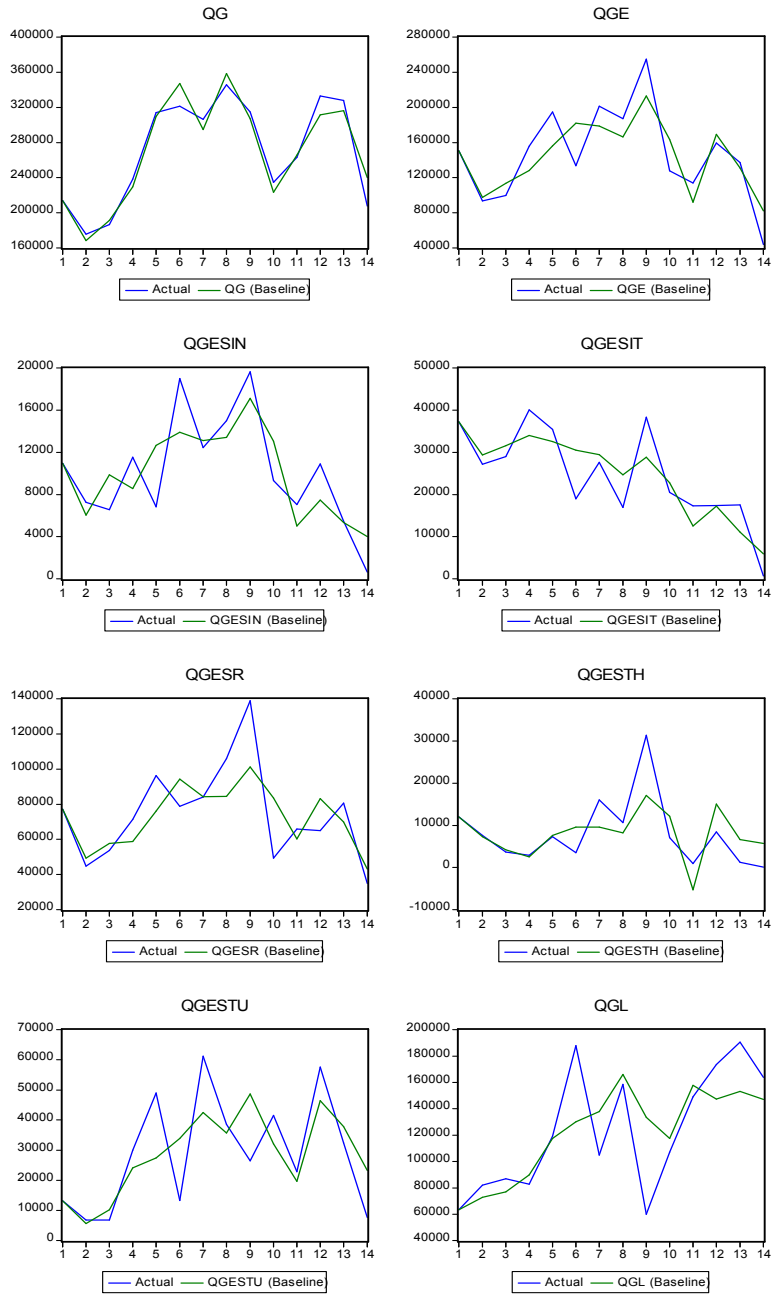 QG
400000
360000
320000
280000
240000
200000
160000
1 2 3 4 5 6 7 8 9 10 11 12 13 14
Actual QG (Baseline)
QGE
280000
240000
200000
160000
120000
80000
40000
1 2 3 4 5 6 7 8 9 10 11 12 13 14
Actual QGE (Baseline)
QGESIN
20000
16000
12000
8000
4000
0
1 2 3 4 5 6 7 8 9 10 11 12 13 14
Actual QGESIN (Baseline)
QGESIT
50000
40000
30000
20000
10000
0
1 2 3 4 5 6 7 8 9 10 11 12 13 14
Actual QGESIT (Baseline)
QGESR
140000
120000
100000
80000
60000
40000
20000
1 2 3 4 5 6 7 8 9 10 11 12 13 14
Actual QGESR (Baseline)
QGESTH
40000
30000
20000
10000
0
-10000
1 2 3 4 5 6 7 8 9 10 11 12 13 14
Actual QGESTH (Baseline)
QGESTU
70000
60000
50000
40000
30000
20000
10000
0
1 2 3 4 5 6 7 8 9 10 11 12 13 14
Actual QGESTU (Baseline)
QGL
200000
180000
160000
140000
120000
100000
80000
60000
40000
1 2 3 4 5 6 7 8 9 10 11 12 13 14
Actual QGL (Baseline)